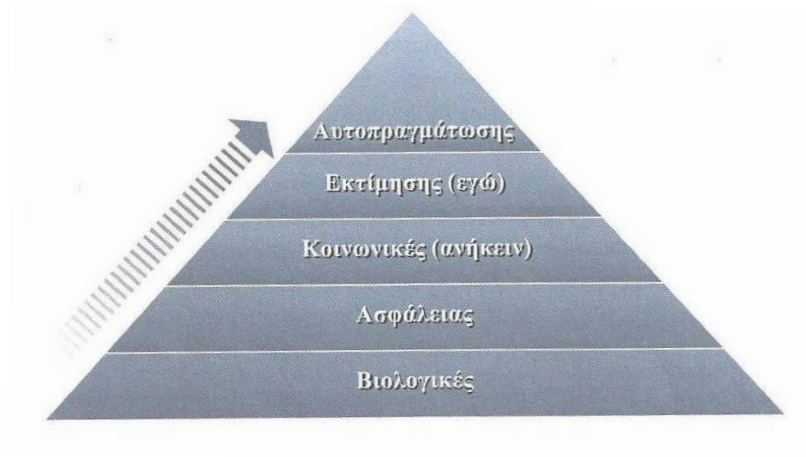 Αυτοπραγμάτωσης
Εκτίμησης (εγώ)
Κοινωνικές (ανήκειν)
Ασφάλειας
Βιολογικές